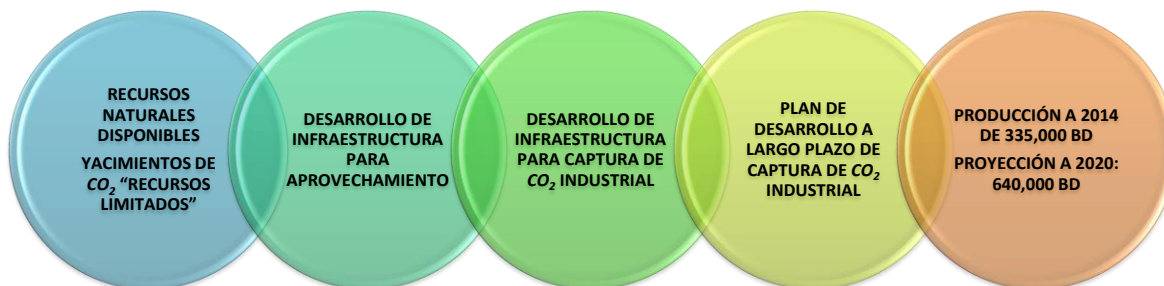 RECURSOS
NATURALES
DISPONIBLES
YACIMIENTOS DE
CO₂ “RECURSOS
LIMITADOS”
DESARROLLO DE
INFRAESTRUCTURA
PARA
APROVECHAMIENTO
DESARROLLO DE
INFRAESTRUCTURA
PARA CAPTURA DE
CO₂ INDUSTRIAL
PLAN DE
DESARROLLO A
LARGO PLAZO DE
CAPTURA DE CO₂
INDUSTRIAL
PRODUCCIÓN A 2014
DE 335,000 BD
PROYECCIÓN A 2020:
640,000 BD